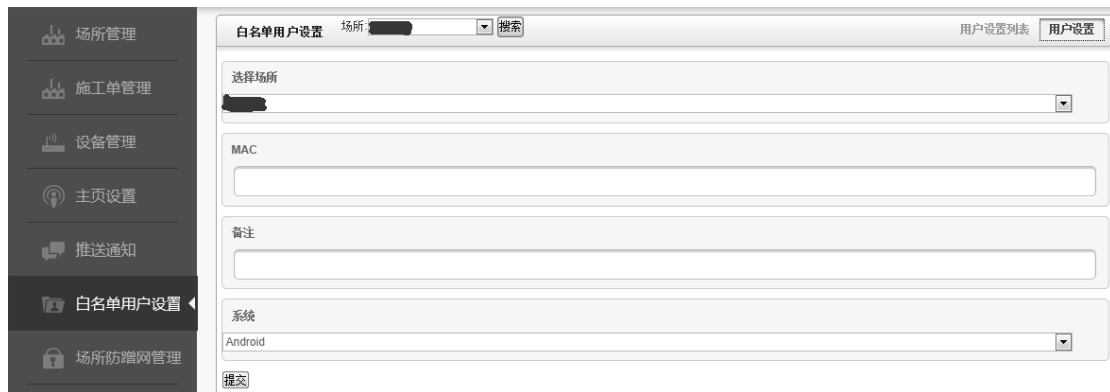 场所管理
施工单管理
设备管理
主页设置
推送通知
白名单用户设置
场所防蹭网管理
白名单用户设置 场所: 搜索 用户设置列表 用户设置
选择场所
MAC
备注
系统
Android
提交